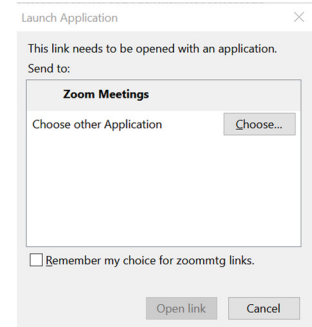 Launch Application
This link needs to be opened with an application.
Send to:
Zoom Meetings
Choose other Application
Choose...
Remember my choice for zoommtg links.
Open link
Cancel